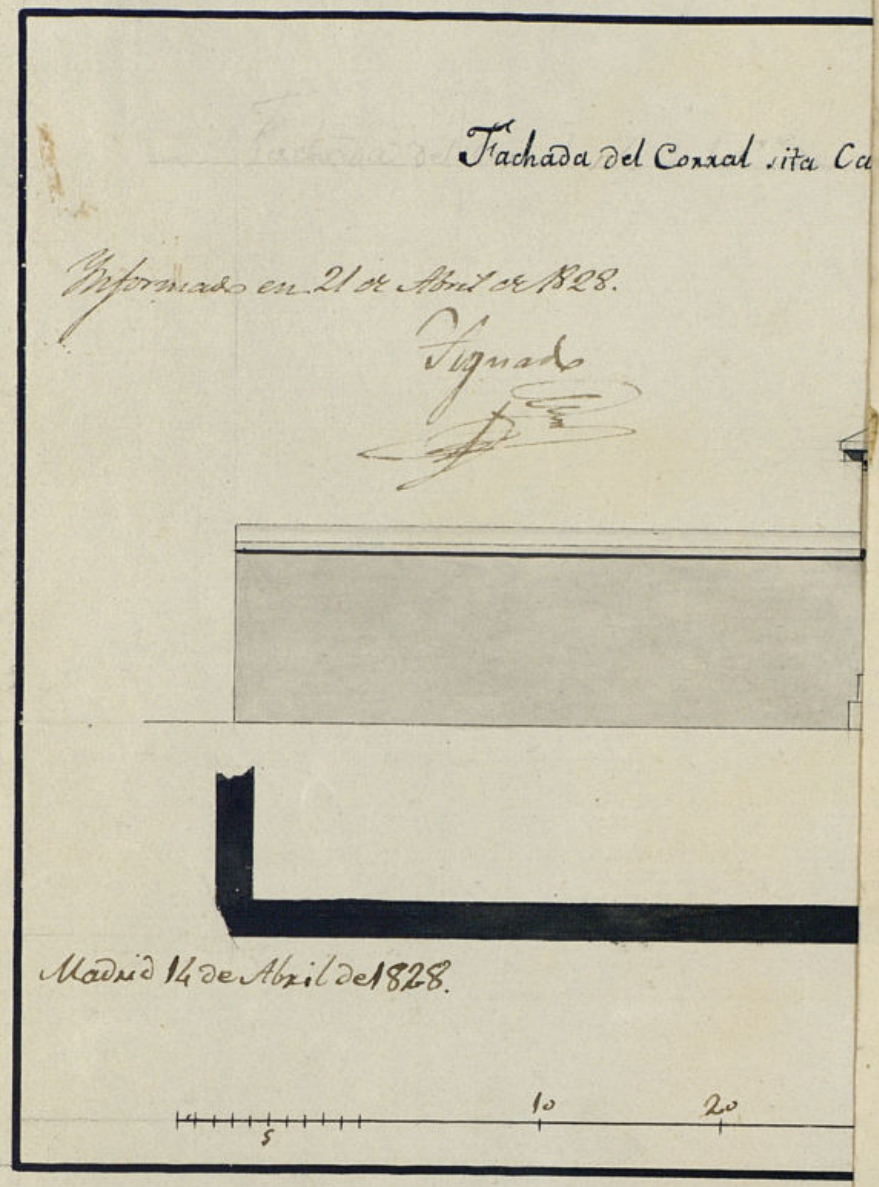 Fachada del Corral sita Ca
Informado en 21 de Abril de 1828.
Madrid 14 de Abril de 1828.
10 20
5